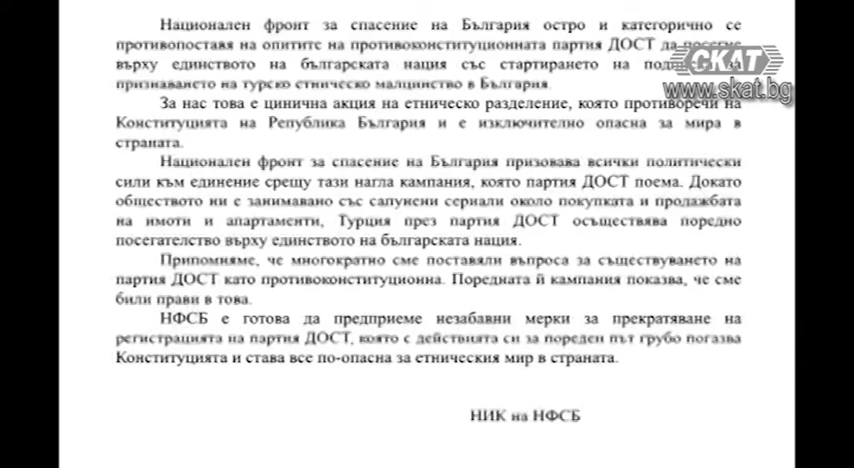 Национален фронт за спасение на България остро и категорично се
противопоставя на опитите на противоконституционната партия ДОСТ да посегне
върху единството на българската нация със стартирането на подписка за
признаването на турско етническо малцинство в България.
За нас това е цинична акция на етническо разделение, която противоречи на
Конституцията на Република България и е изключително опасна за мира в
страната.
Национален фронт за спасение на България призовава всички политически
сили към единение срещу тази нагла кампания, която партия ДОСТ поема. Докато
обществото ни е занимавано със сапунени сериали около покупката и продажбата
на имоти и апартаменти, Турция през партия ДОСТ осъществява поредно
посегателство върху единството на българската нация.
Припомняме, че многократно сме поставяли въпроса за съществуването на
партия ДОСТ като противоконституционна. Поредната й кампания показва, че сме
били прави в това.
НФСБ е готова да предприеме незабавни мерки за прекратяване на
регистрацията на партия ДОСТ, която с действията си за пореден път грубо погазва
Конституцията и става все по-опасна за етническия мир в страната.
НИК на НФСБ
СКАТ
www.skat.bg